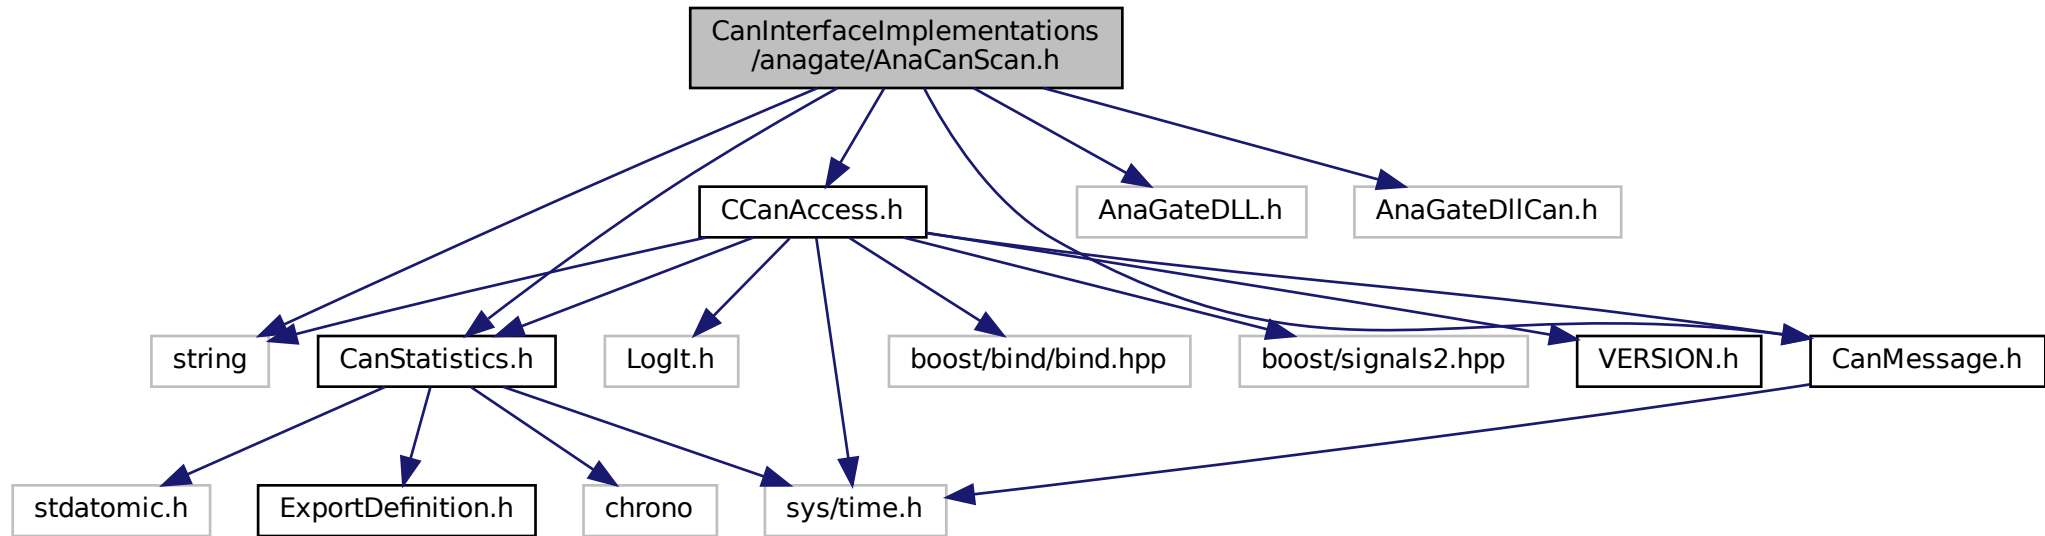 CanInterfaceImplementations
/anagate/AnaCanScan.h
CCanAccess.h
AnaGateDLL.h
AnaGateDllCan.h
string
CanStatistics.h
LogIt.h
boost/bind/bind.hpp
boost/signals2.hpp
VERSION.h
CanMessage.h
stdatomic.h
ExportDefinition.h
chrono
sys/time.h